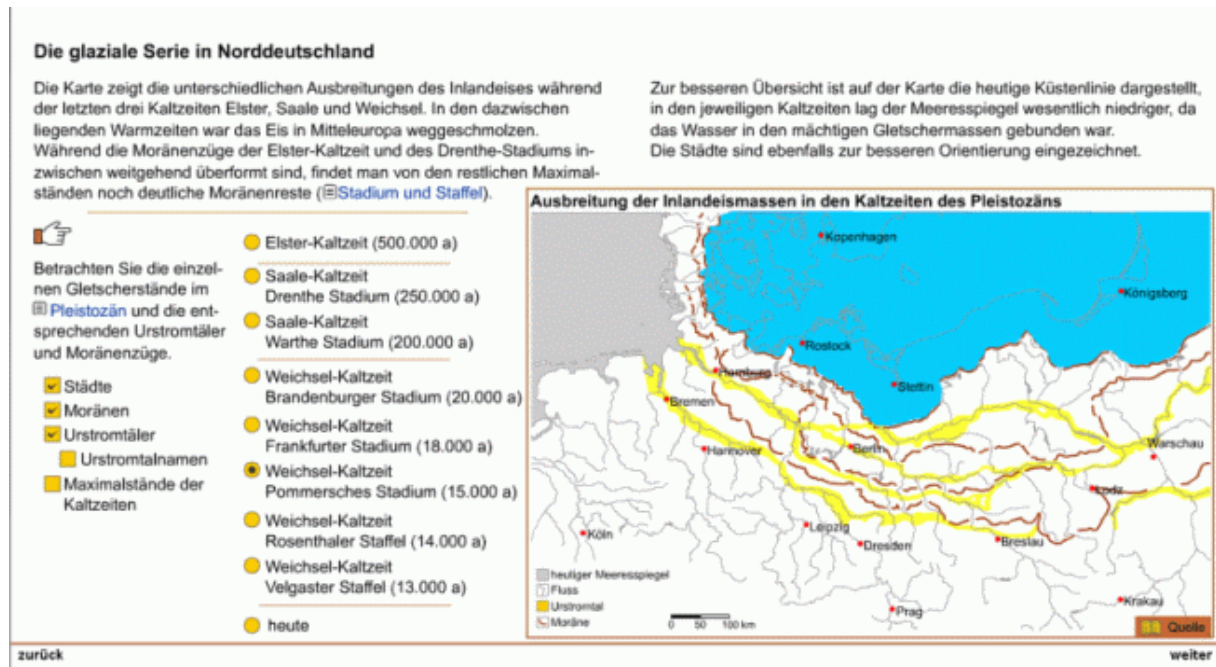 Die glaziale Serie in Norddeutschland
Die Karte zeigt die unterschiedlichen Ausbreitungen des Inlandeises während
der letzten drei Kaltzeiten Elster, Saale und Weichsel. In den dazwischen
liegenden Warmzeiten war das Eis in Mitteleuropa weggeschmolzen.
Während die Moränenzüge der Elster-Kaltzeit und des Drenthe-Stadiums in-
zwischen weitgehend überformt sind, findet man von den restlichen Maximal-
ständen noch deutliche Moränenreste (Stadium und Staffel).
Zur besseren Übersicht ist auf der Karte die heutige Küstenlinie dargestellt,
in den jeweiligen Kaltzeiten lag der Meeresspiegel wesentlich niedriger, da
das Wasser in den mächtigen Gletschermassen gebunden war.
Die Städte sind ebenfalls zur besseren Orientierung eingezeichnet.
Betrachten Sie die einzel-
nen Gletscherstände im
Pleistozän und die ent-
sprechenden Urstromtäler
und Moränenzüge.
Städte
Moränen
Urstromtäler
Urstromtalnamen
Maximalstände der
Kaltzeiten
Elster-Kaltzeit (500.000 a)
Saale-Kaltzeit
Drenthe Stadium (250.000 a)
Saale-Kaltzeit
Warthe Stadium (200.000 a)
Weichsel-Kaltzeit
Brandenburger Stadium (20.000 a)
Weichsel-Kaltzeit
Frankfurter Stadium (18.000 a)
Weichsel-Kaltzeit
Pommersches Stadium (15.000 a)
Weichsel-Kaltzeit
Rosenthaler Staffel (14.000 a)
Weichsel-Kaltzeit
Velgaster Staffel (13.000 a)
heute
Ausbreitung der Inlandeismassen in den Kaltzeiten des Pleistozäns
Kopenhagen
Königsberg
Rostock
Hamburg
Stettin
Bremen
Hannover
Berlin
Warschau
Lodz
Köln
Leipzig
Dresden
Breslau
Prag
Krakau
heutiger Meeresspiegel
Fluss
Urstromtal
Moräne
0 50 100 km
Quelle
zurück
weiter